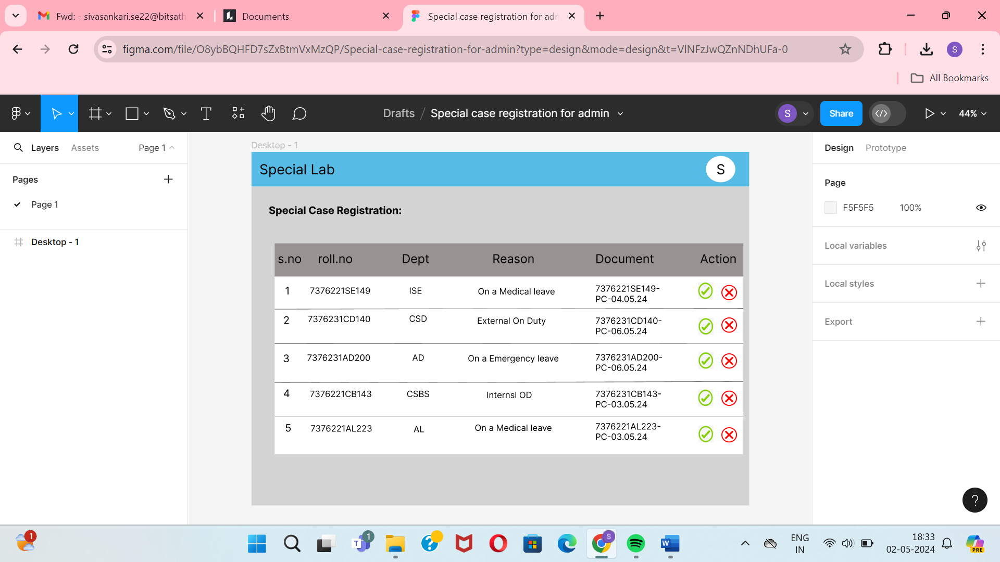 Fwd: - sivasankari.se22@bitsath
Documents
Special case registration for adm
figma.com/file/O8ybBQHFD7sZxBtmVxMzQP/Special-case-registration-for-admin?type=design&mode=design&t=VlNFzJwQZnNDhUFa-0
S
All Bookmarks
Drafts / Special case registration for admin
S
Share
44%
Layers Assets Page 1
Pages
Page 1
Desktop - 1
Desktop - 1
Special Lab
S
Special Case Registration:
s.no roll.no Dept Reason Document Action
1 7376221SE149 ISE On a Medical leave 7376221SE149-
PC-04.05.24
2 7376231CD140 CSD External On Duty 7376231CD140-
PC-06.05.24
3 7376231AD200 AD On a Emergency leave 7376231AD200-
PC-06.05.24
4 7376221CB143 CSBS Internsl OD 7376231CB143-
PC-03.05.24
5 7376221AL223 AL On a Medical leave 7376221AL223-
PC-03.05.24
Design Prototype
Page
F5F5F5 100%
Local variables
Local styles
Export
?
1
1
S
ENG
IN
18:33
02-05-2024
PRE